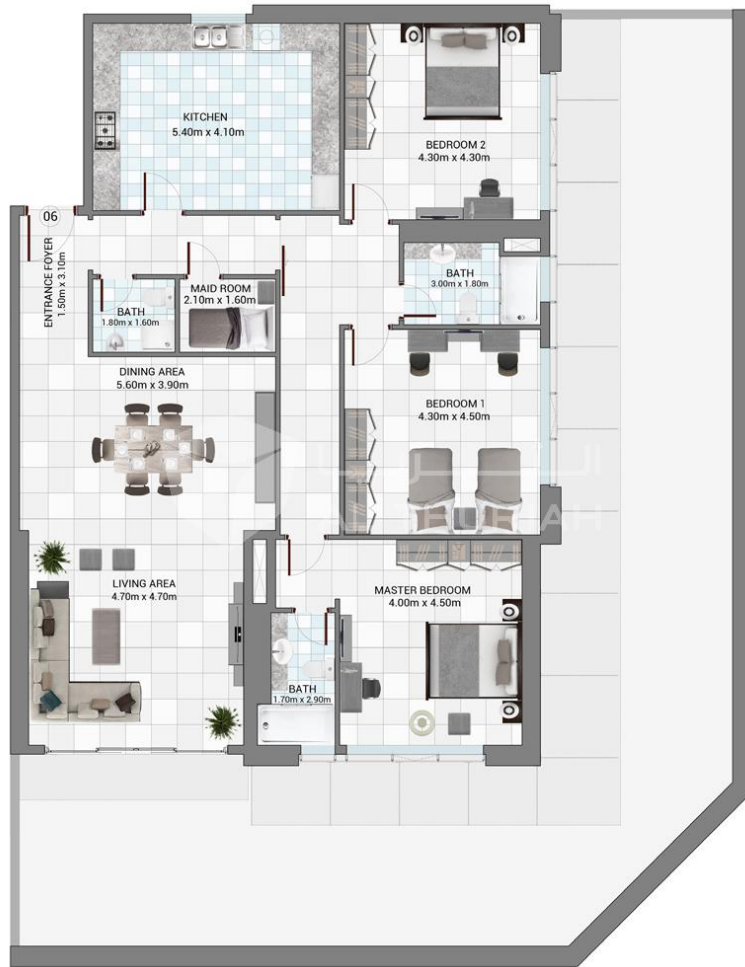 KITCHEN
5.40m x 4.10m
BEDROOM 2
4.30m x 4.30m
06
ENTRANCE FOYER
1.50m x 3.10m
MAID ROOM
2.10m x 1.60m
BATH
1.80m x 1.60m
BATH
3.00m x 1.80m
DINING AREA
5.60m x 3.90m
BEDROOM 1
4.30m x 4.50m
LIVING AREA
4.70m x 4.70m
MASTER BEDROOM
4.00m x 4.50m
BATH
1.70m x 2.90m